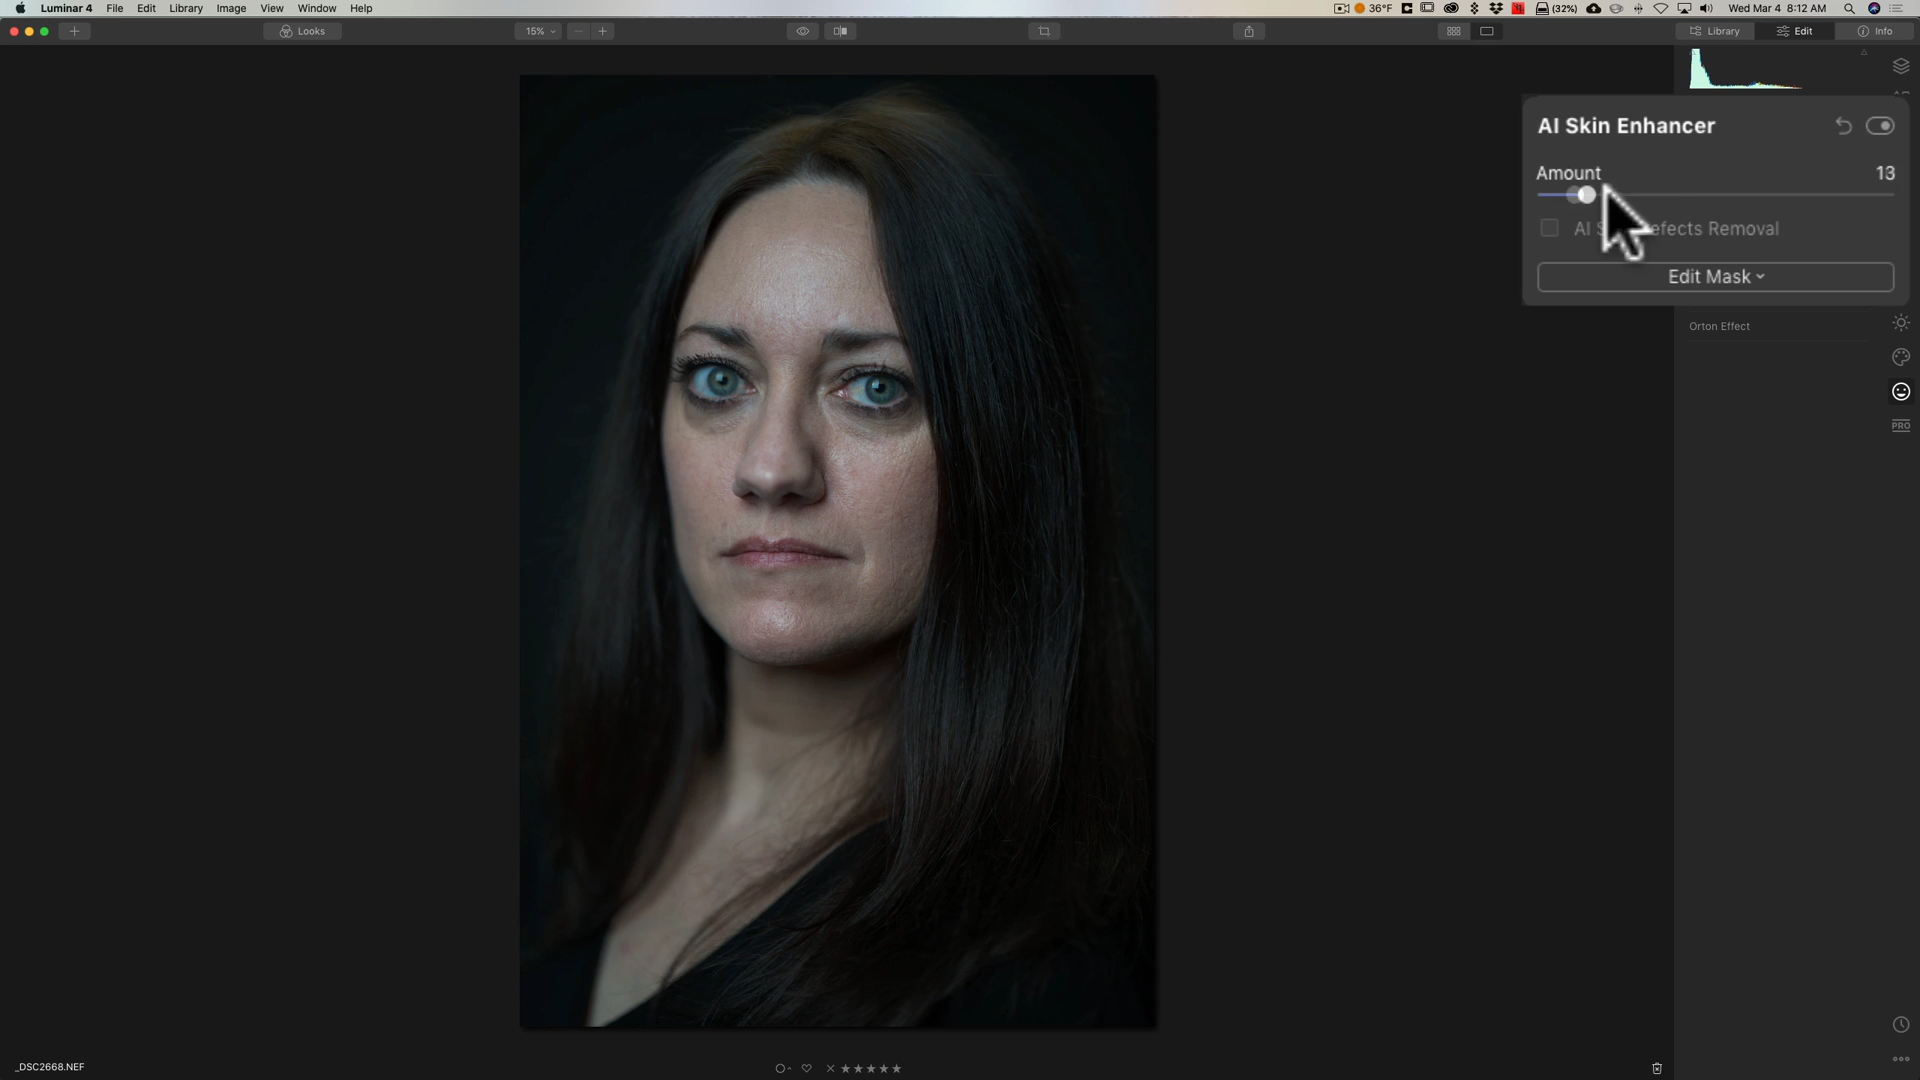 Luminar 4 File Edit Library Image View Window Help 36°F (32%) Wed Mar 4 8:12 AM
Looks 15% Library Edit Info
AI Skin Enhancer
Amount 13
AI efects Removal
Edit Mask
Orton Effect
PRO
_DSC2668.NEF